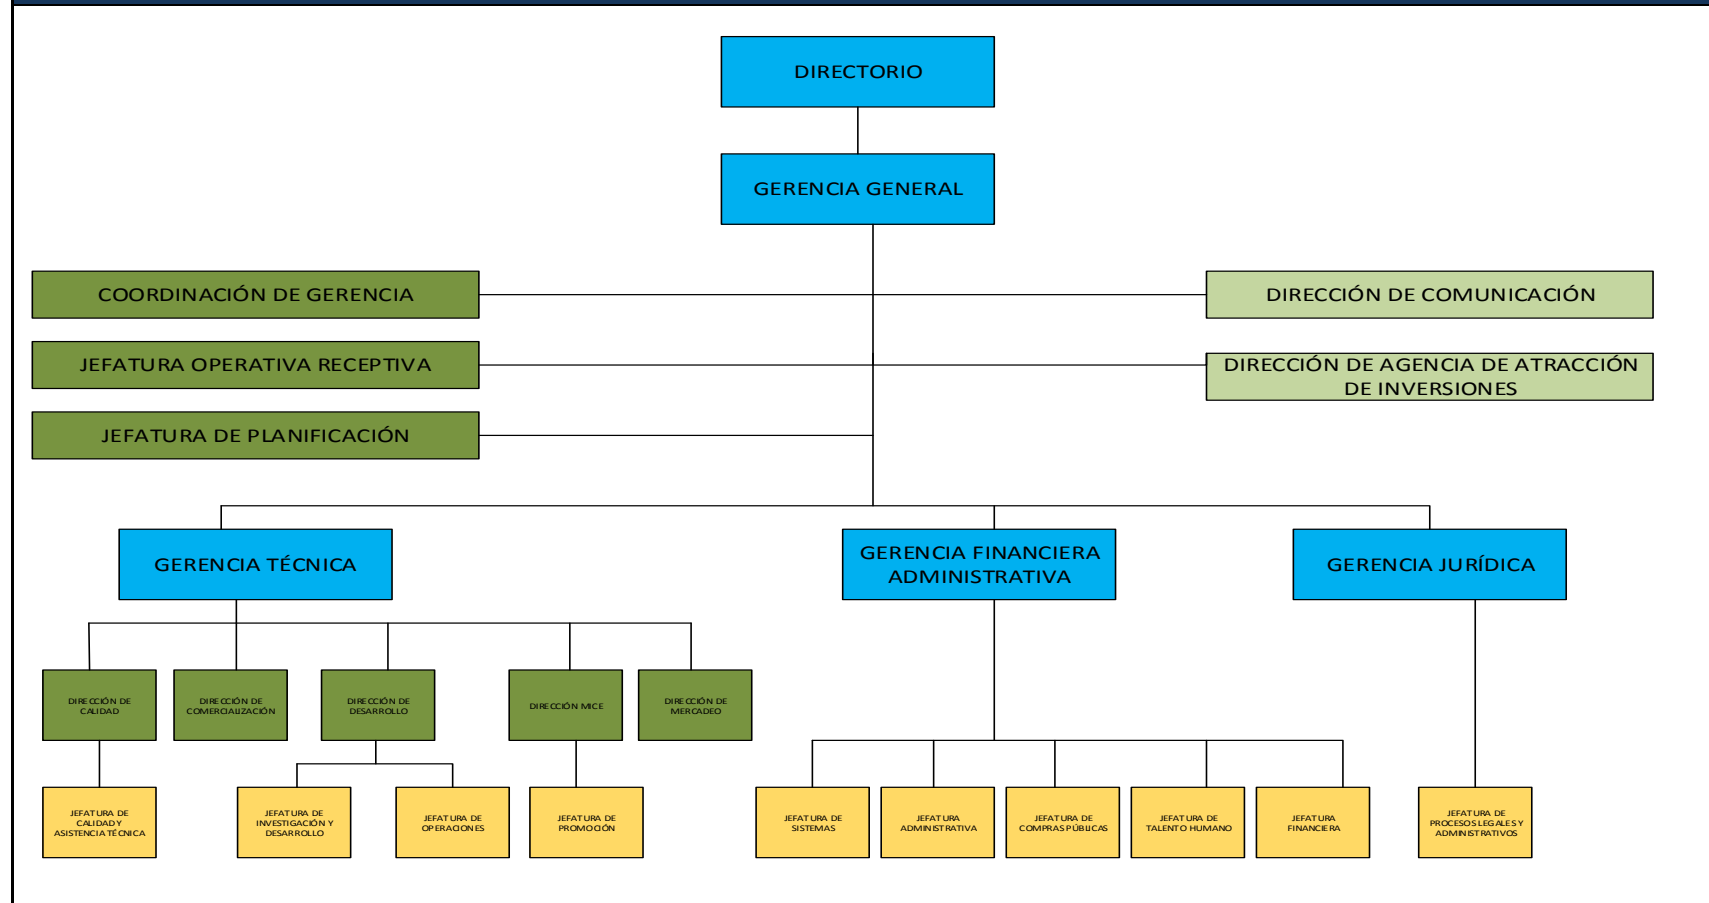 DIRECTORIO
GERENCIA GENERAL
COORDINACIÓN DE GERENCIA
DIRECCIÓN DE COMUNICACIÓN
JEFATURA OPERATIVA RECEPTIVA
DIRECCIÓN DE AGENCIA DE ATRACCIÓN
DE INVERSIONES
JEFATURA DE PLANIFICACIÓN
GERENCIA TÉCNICA
GERENCIA FINANCIERA
ADMINISTRATIVA
GERENCIA JURÍDICA
DIRECCIÓN DE
CALIDAD
DIRECCIÓN DE
COMERCIALIZACIÓN
DIRECCIÓN DE
DESARROLLO
DIRECCIÓN MICE
DIRECCIÓN DE
MERCADEO
JEFATURA DE
CALIDAD Y
ASISTENCIA TÉCNICA
JEFATURA DE
INVESTIGACIÓN Y
DESARROLLO
JEFATURA DE
OPERACIONES
JEFATURA DE
PROMOCIÓN
JEFATURA DE
SISTEMAS
JEFATURA
ADMINISTRATIVA
JEFATURA DE
COMPRAS PÚBLICAS
JEFATURA DE
TALENTO HUMANO
JEFATURA
FINANCIERA
JEFATURA DE
PROCESOS LEGALES Y
ADMINISTRATIVOS